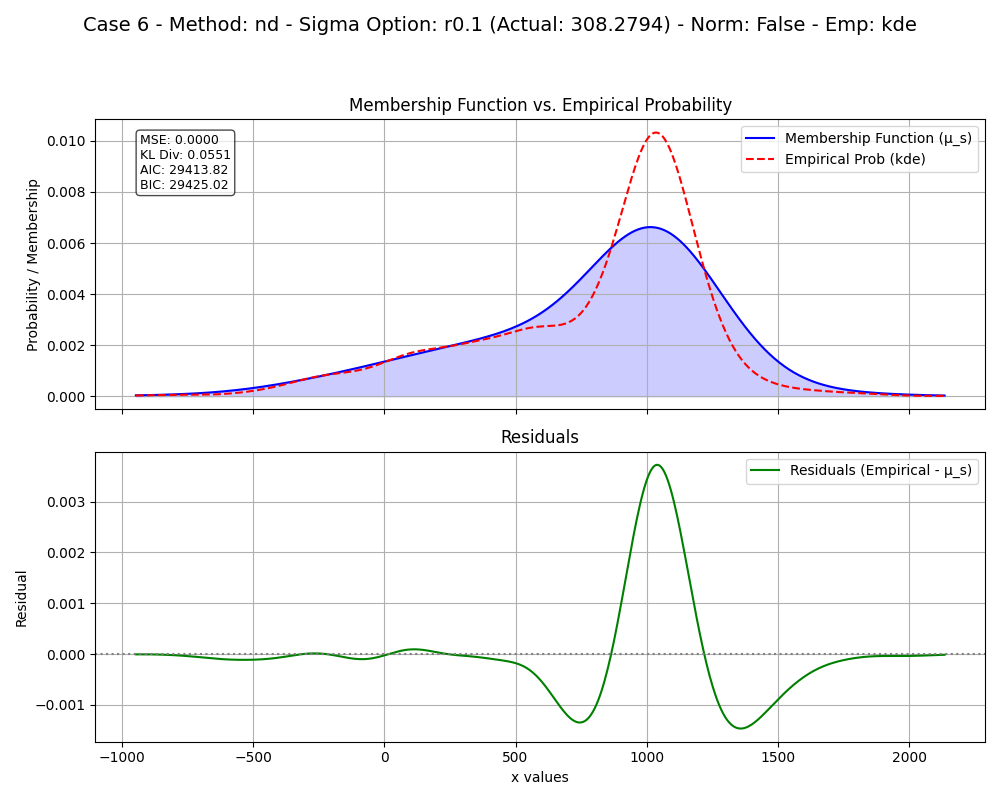 Case 6 - Method: nd - Sigma Option: r0.1 (Actual: 308.2794) - Norm: False - Emp: kde
Membership Function vs. Empirical Probability
MSE: 0.0000
KL Div: 0.0551
AIC: 29413.82
BIC: 29425.02
Membership Function (μ_s)
Empirical Prob (kde)
Probability / Membership
0.010
0.008
0.006
0.004
0.002
0.000
Residuals
Residuals (Empirical - μ_s)
Residual
0.003
0.002
0.001
0.000
−0.001
−1000
−500
0
500
1000
1500
2000
x values